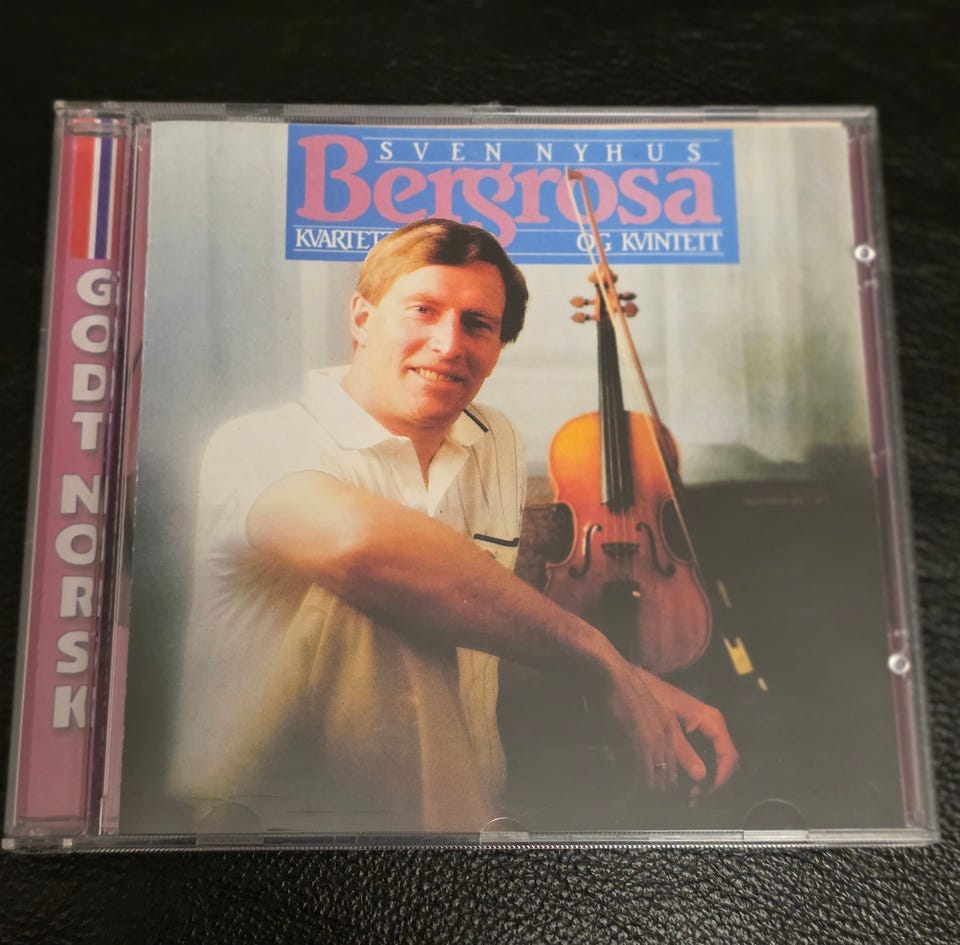 SVEN NYHUS
Bergrosa
KVARTETT OG KVINTETT
GODT NORSK